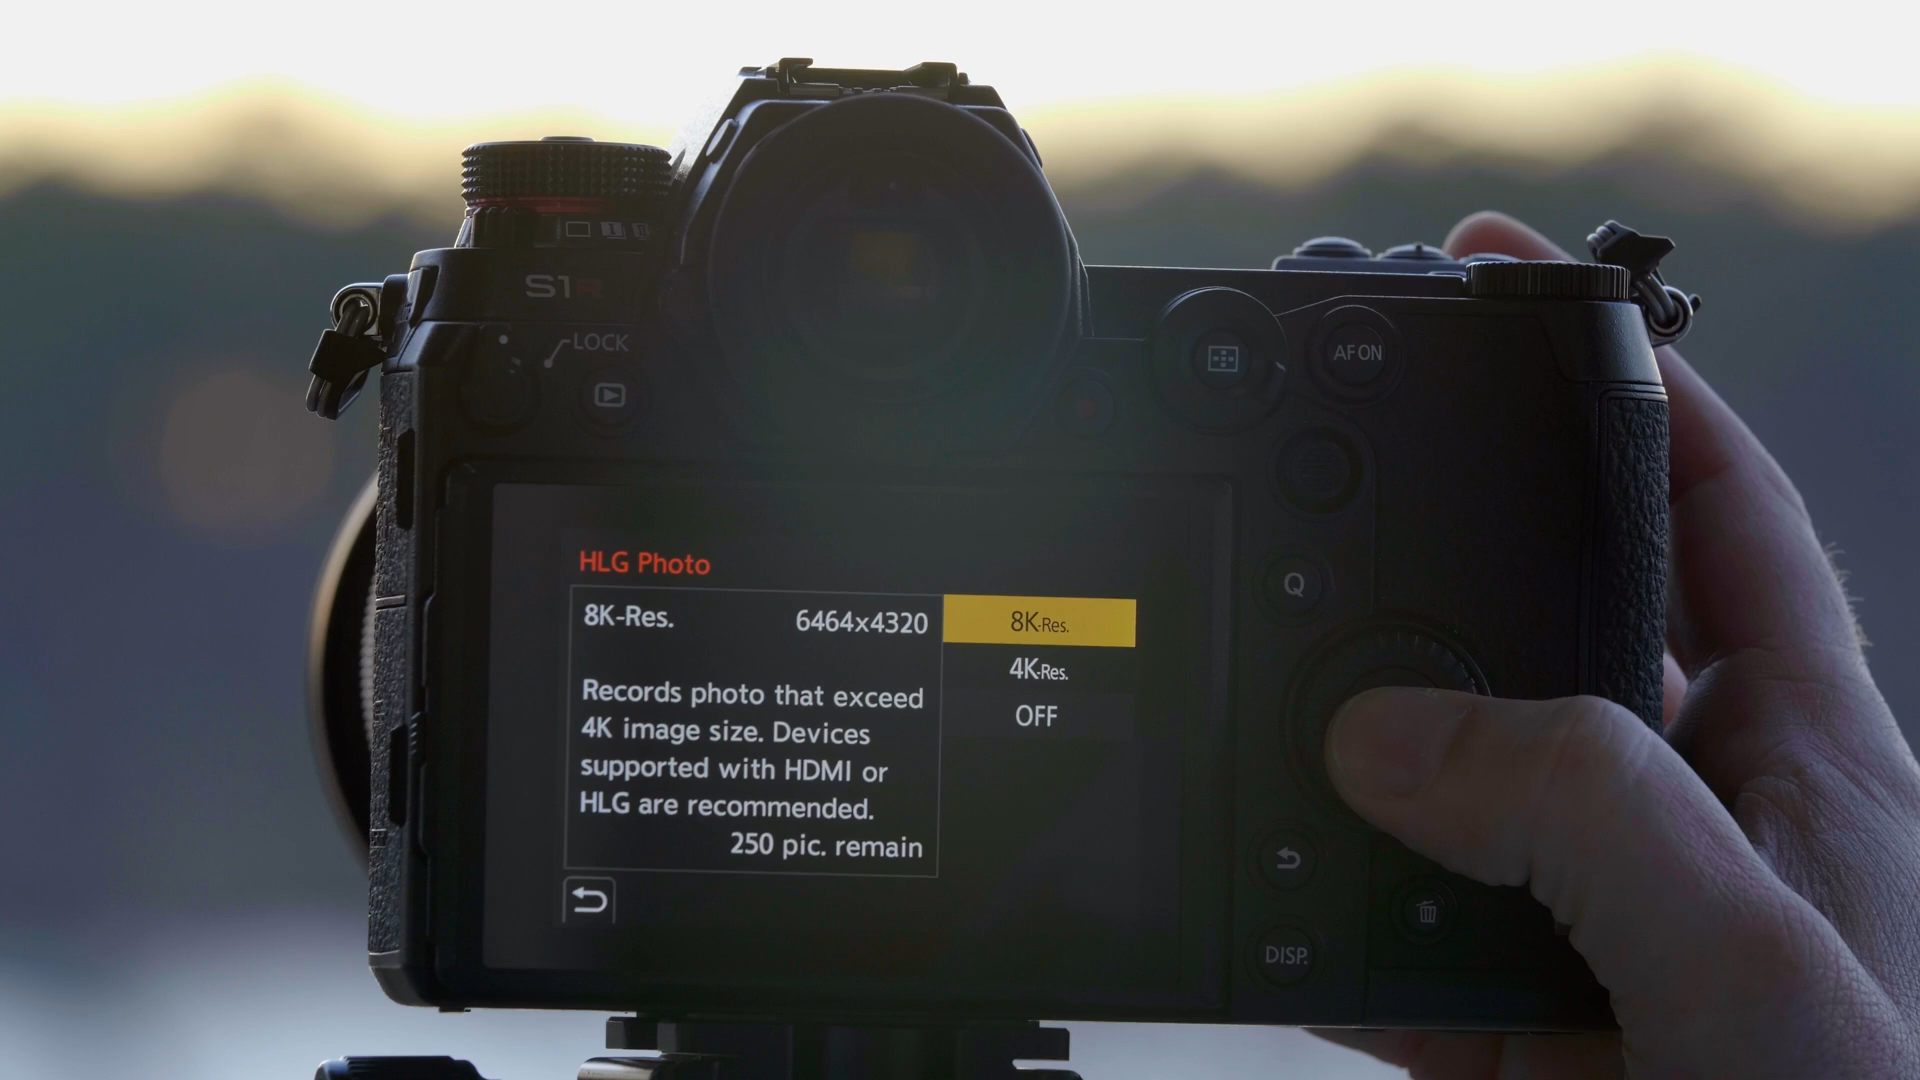 S1R
LOCK
AF ON
HLG Photo
8K-Res. 6464x4320
Records photo that exceed
4K image size. Devices
supported with HDMI or
HLG are recommended.
250 pic. remain
8K-Res.
4K-Res.
OFF
Q
DISP.